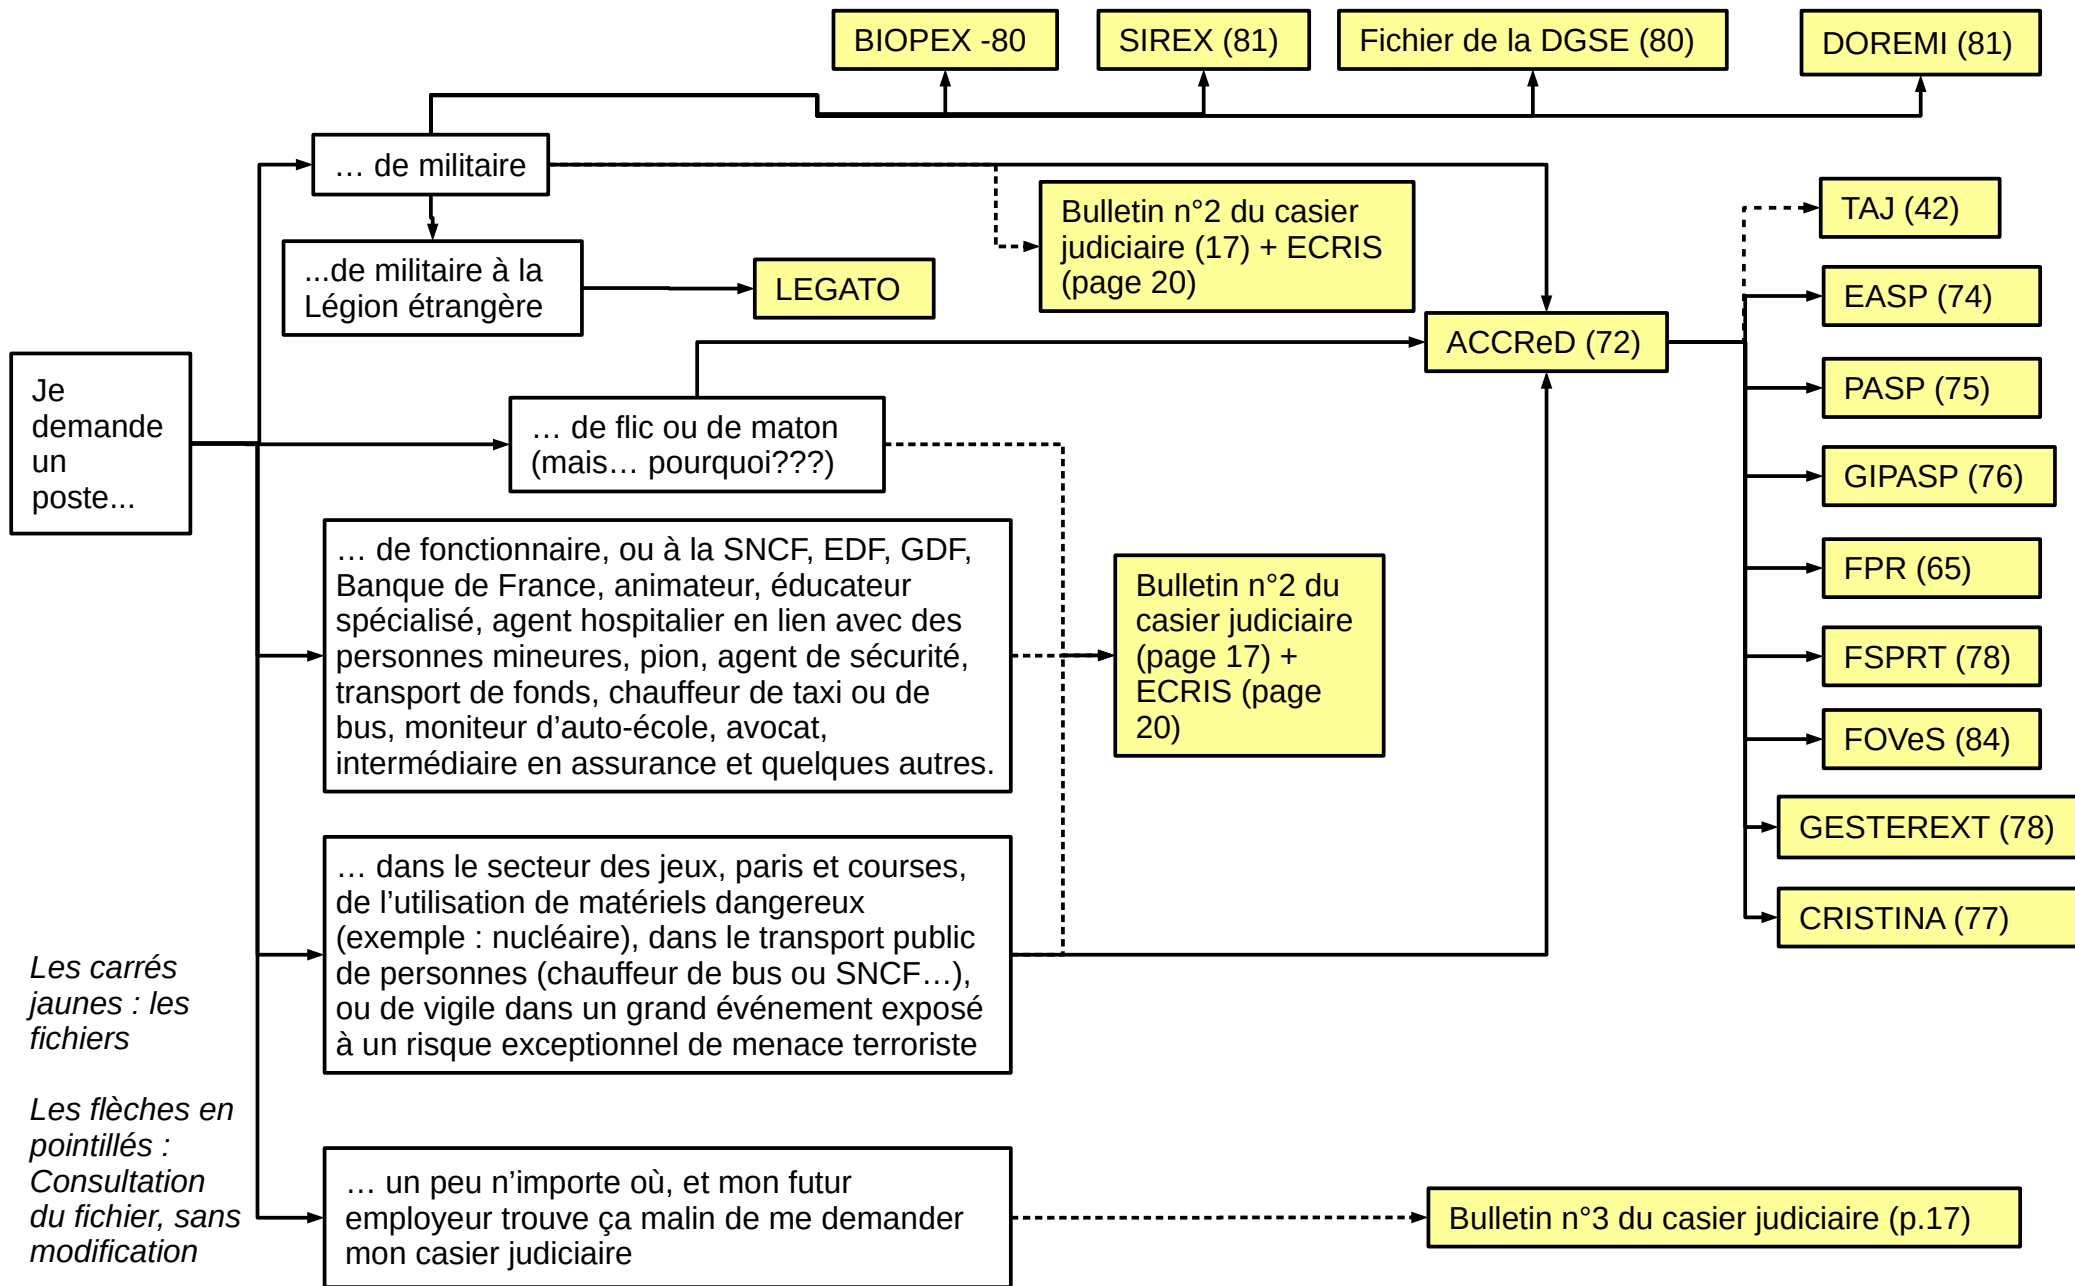 BIOPEX -80
SIREX (81)
Fichier de la DGSE (80)
DOREMI (81)
… de militaire
Bulletin n°2 du casier
judiciaire (17) + ECRIS
(page 20)
TAJ (42)
...de militaire à la
Légion étrangère
LEGATO
EASP (74)
ACCReD (72)
Je
demande
un
poste...
PASP (75)
… de flic ou de maton
(mais… pourquoi???)
GIPASP (76)
… de fonctionnaire, ou à la SNCF, EDF, GDF,
Banque de France, animateur, éducateur
spécialisé, agent hospitalier en lien avec des
personnes mineures, pion, agent de sécurité,
transport de fonds, chauffeur de taxi ou de
bus, moniteur d’auto-école, avocat,
intermédiaire en assurance et quelques autres.
Bulletin n°2 du
casier judiciaire
(page 17) +
ECRIS (page
20)
FPR (65)
FSPRT (78)
FOVeS (84)
GESTEREXT (78)
CRISTINA (77)
… dans le secteur des jeux, paris et courses,
de l’utilisation de matériels dangereux
(exemple : nucléaire), dans le transport public
de personnes (chauffeur de bus ou SNCF…),
ou de vigile dans un grand événement exposé
à un risque exceptionnel de menace terroriste
Les carrés
jaunes : les
fichiers
Les flèches en
pointillés :
Consultation
du fichier, sans
modification
… un peu n’importe où, et mon futur
employeur trouve ça malin de me demander
mon casier judiciaire
Bulletin n°3 du casier judiciaire (p.17)